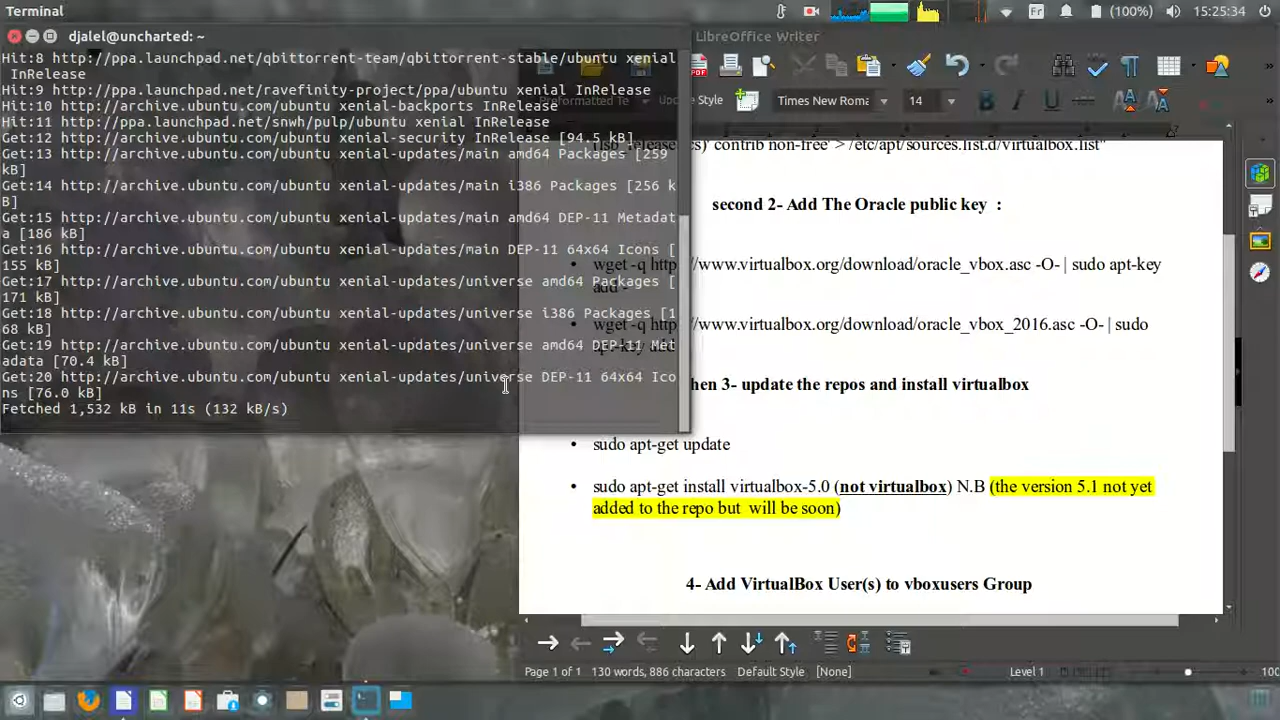 Terminal
Fr
(100%)
15:25:34
djalel@uncharted: ~
LibreOffice Writer
Hit:8 http://ppa.launchpad.net/qbittorrent-team/qbittorrent-stable/ubuntu xenial
InRelease
Hit:9 http://ppa.launchpad.net/ravefinity-project/ppa/ubuntu xenial InRelease
Hit:10 http://archive.ubuntu.com/ubuntu xenial-backports InRelease
Hit:11 http://ppa.launchpad.net/snwh/pulp/ubuntu xenial InRelease
Get:12 http://archive.ubuntu.com/ubuntu xenial-security InRelease [94.5 kB]
Get:13 http://archive.ubuntu.com/ubuntu xenial-updates/main amd64 Packages [259
kB]
Get:14 http://archive.ubuntu.com/ubuntu xenial-updates/main i386 Packages [256 k
B]
Get:15 http://archive.ubuntu.com/ubuntu xenial-updates/main amd64 DEP-11 Metadat
a [186 kB]
Get:16 http://archive.ubuntu.com/ubuntu xenial-updates/main DEP-11 64x64 Icons [
155 kB]
Get:17 http://archive.ubuntu.com/ubuntu xenial-updates/universe amd64 Packages [
171 kB]
Get:18 http://archive.ubuntu.com/ubuntu xenial-updates/universe i386 Packages [1
68 kB]
Get:19 http://archive.ubuntu.com/ubuntu xenial-updates/universe amd64 DEP-11 Met
adata [70.4 kB]
Get:20 http://archive.ubuntu.com/ubuntu xenial-updates/universe DEP-11 64x64 Ico
ns [76.0 kB]
Fetched 1,532 kB in 11s (132 kB/s)
Style
Times New Roma
14
contrib non-free"> /etc/apt/sources.list.d/virtualbox.list"
second 2- Add The Oracle public key :
• wget -q http://www.virtualbox.org/download/oracle_vbox.asc -O- | sudo apt-key
add -
• wget -q http://www.virtualbox.org/download/oracle_vbox_2016.asc -O- | sudo
apt-key add
hen 3- update the repos and install virtualbox
• sudo apt-get update
• sudo apt-get install virtualbox-5.0 (not virtualbox) N.B (the version 5.1 not yet
added to the repo but will be soon)
4- Add VirtualBox User(s) to vboxusers Group
Page 1 of 1
130 words, 886 characters
Default Style
[None]
Level 1
100